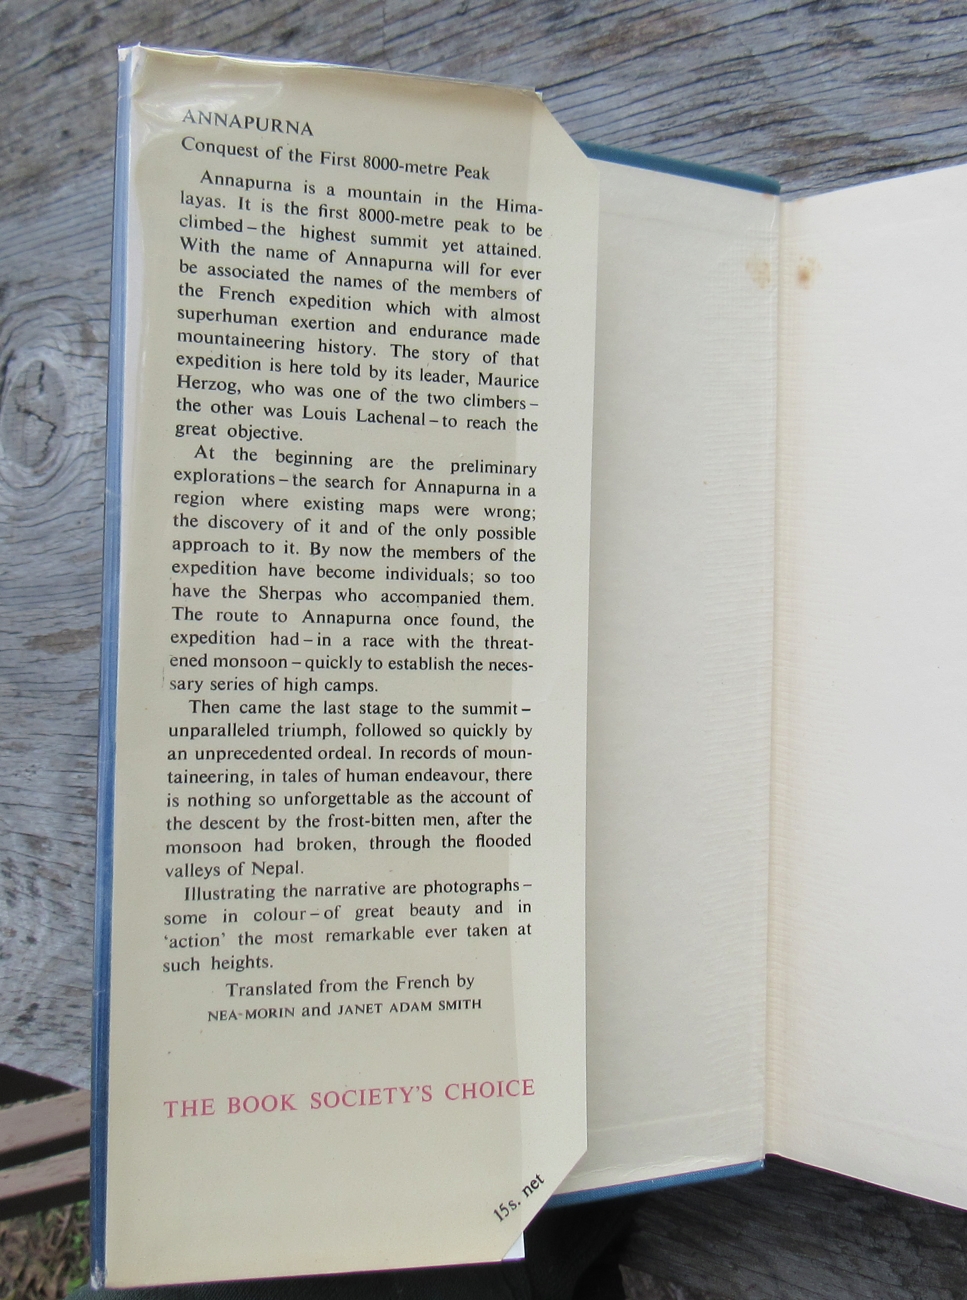 ANNAPURNA
Conquest of the First 8000-metre Peak
Annapurna is a mountain in the Hima-
layas. It is the first 8000-metre peak to be
climbed – the highest summit yet attained.
With the name of Annapurna will for ever
be associated the names of the members of
the French expedition which with almost
superhuman exertion and endurance made
mountaineering history. The story of that
expedition is here told by its leader, Maurice
Herzog, who was one of the two climbers –
the other was Louis Lachenal – to reach the
great objective.
At the beginning are the preliminary
explorations – the search for Annapurna in a
region where existing maps were wrong;
the discovery of it and of the only possible
approach to it. By now the members of the
expedition have become individuals; so too
have the Sherpas who accompanied them.
The route to Annapurna once found, the
expedition had – in a race with the threat-
ened monsoon – quickly to establish the neces-
sary series of high camps.
Then came the last stage to the summit –
unparalleled triumph, followed so quickly by
an unprecedented ordeal. In records of moun-
taineering, in tales of human endeavour, there
is nothing so unforgettable as the account of
the descent by the frost-bitten men, after the
monsoon had broken, through the flooded
valleys of Nepal.
Illustrating the narrative are photographs –
some in colour – of great beauty and in
‘action’ the most remarkable ever taken at
such heights.
Translated from the French by
NEA-MORIN and JANET ADAM SMITH
THE BOOK SOCIETY'S CHOICE
15s. net